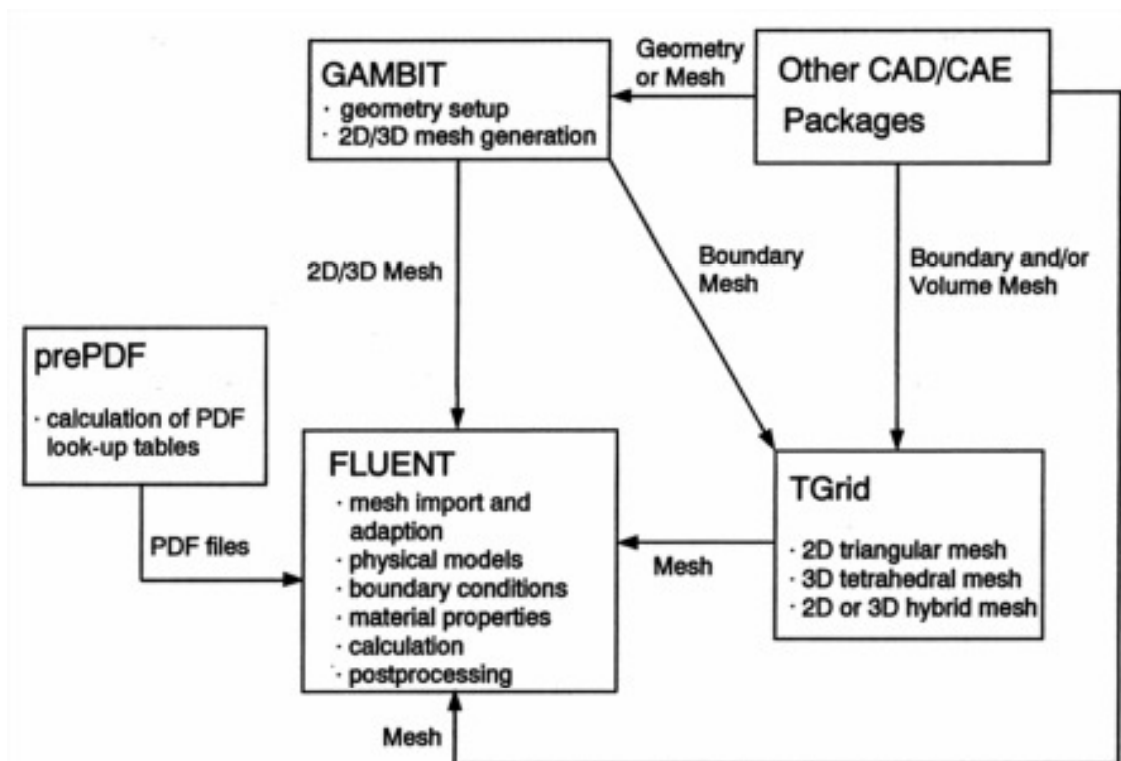 GAMBIT
· geometry setup
· 2D/3D mesh generation
Geometry
or Mesh
Other CAD/CAE
Packages
2D/3D Mesh
Boundary
Mesh
Boundary and/or
Volume Mesh
prePDF
· calculation of PDF
look-up tables
PDF files
FLUENT
· mesh import and
adaption
· physical models
· boundary conditions
· material properties
· calculation
· postprocessing
Mesh
TGrid
· 2D triangular mesh
· 3D tetrahedral mesh
· 2D or 3D hybrid mesh
Mesh